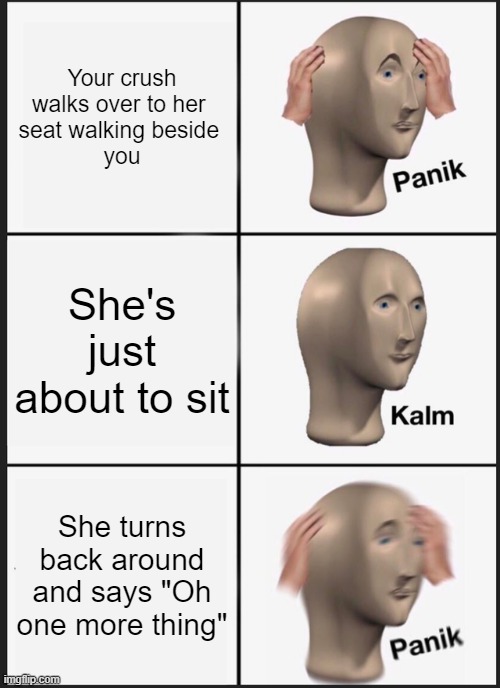 Your crush
walks over to her
seat walking beside
you
Panik
She's
just
about to sit
Kalm
She turns
back around
and says "Oh
one more thing"
Panik
imgflip.com